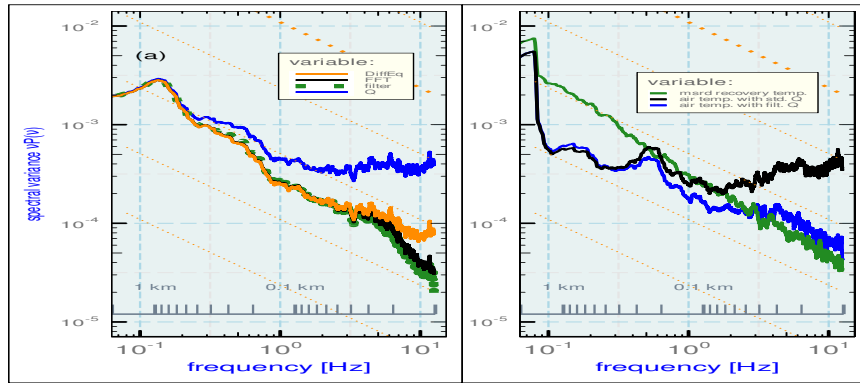 (a)
variable:
DiffEq
FFT
filter
Q
10⁻²
10⁻³
10⁻⁴
10⁻⁵
spectral variance νP(ν)
1 km
0.1 km
10⁻¹
10⁰
10¹
frequency [Hz]
variable:
msrd recovery temp.
air temp. with std. Q
air temp. with filt. Q
10⁻²
10⁻³
10⁻⁴
10⁻⁵
1 km
0.1 km
10⁻¹
10⁰
10¹
frequency [Hz]